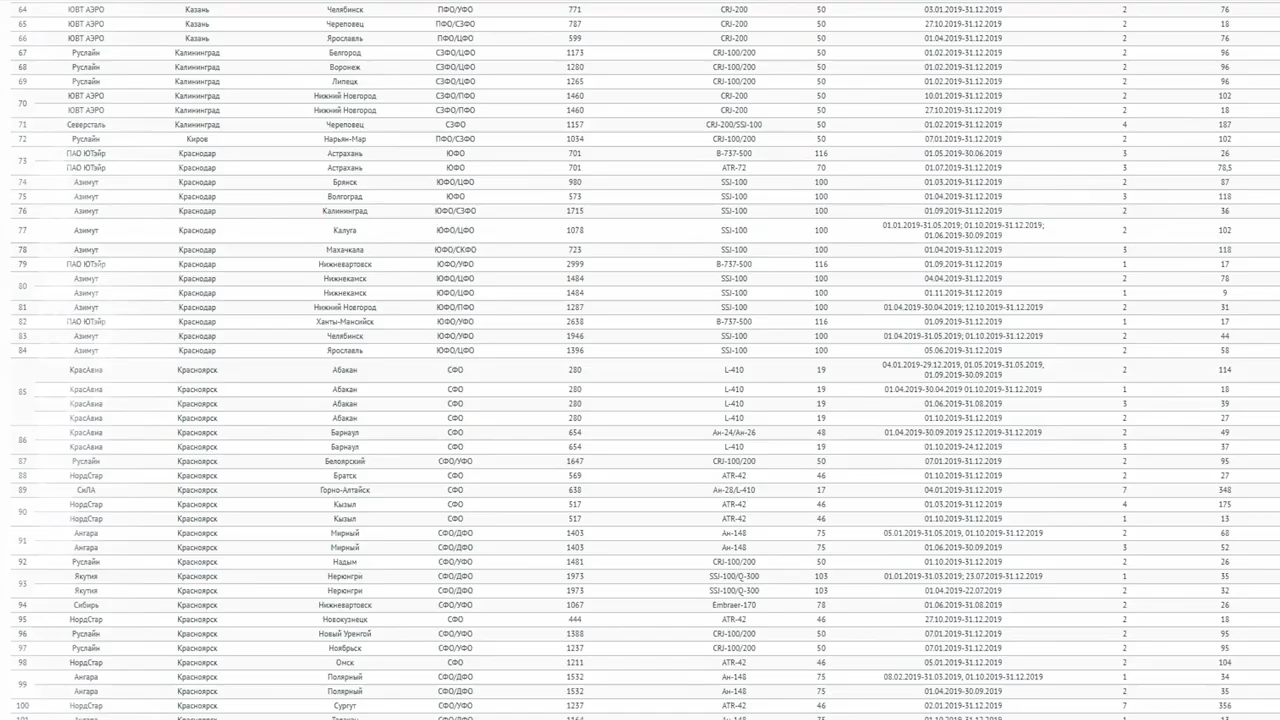 64 ЮВТ АЭРО Казань Челябинск ПФО/УФО 771 CRJ-200 50 03.01.2019-31.12.2019 2 76
65 ЮВТ АЭРО Казань Череповец ПФО/СЗФО 787 CRJ-200 50 27.10.2019-31.12.2019 2 18
66 ЮВТ АЭРО Казань Ярославль ПФО/ЦФО 599 CRJ-200 50 01.04.2019-31.12.2019 2 76
67 Руслайн Калининград Белгород СЗФО/ЦФО 1173 CRJ-100/200 50 01.02.2019-31.12.2019 2 96
68 Руслайн Калининград Воронеж СЗФО/ЦФО 1280 CRJ-100/200 50 01.02.2019-31.12.2019 2 96
69 Руслайн Калининград Липецк СЗФО/ЦФО 1265 CRJ-100/200 50 01.02.2019-31.12.2019 2 96
70 ЮВТ АЭРО Калининград Нижний Новгород СЗФО/ПФО 1460 CRJ-200 50 10.01.2019-31.12.2019 2 102
ЮВТ АЭРО Калининград Нижний Новгород СЗФО/ПФО 1460 CRJ-200 50 27.10.2019-31.12.2019 2 18
71 Северсталь Калининград Череповец СЗФО 1157 CRJ-200/SSJ-100 50 01.02.2019-31.12.2019 4 187
72 Руслайн Киров Нарьян-Мар ПФО/СЗФО 1034 CRJ-100/200 50 07.01.2019-31.12.2019 2 102
73 ПАО ЮТэйр Краснодар Астрахань ЮФО 701 B-737-500 116 01.05.2019-30.06.2019 3 26
ПАО ЮТэйр Краснодар Астрахань ЮФО 701 ATR-72 70 01.07.2019-31.12.2019 3 78,5
74 Азимут Краснодар Брянск ЮФО/ЦФО 980 SSJ-100 100 01.03.2019-31.12.2019 2 87
75 Азимут Краснодар Волгоград ЮФО 573 SSJ-100 100 01.04.2019-31.12.2019 3 118
76 Азимут Краснодар Калининград ЮФО/СЗФО 1715 SSJ-100 100 01.09.2019-31.12.2019 2 36
77 Азимут Краснодар Калуга ЮФО/ЦФО 1078 SSJ-100 100 01.01.2019-31.05.2019; 01.10.2019-31.12.2019; 2 102
01.06.2019-30.09.2019
78 Азимут Краснодар Махачкала ЮФО/СКФО 723 SSJ-100 100 01.04.2019-31.12.2019 3 118
79 ПАО ЮТэйр Краснодар Нижневартовск ЮФО/УФО 2999 B-737-500 116 01.09.2019-31.12.2019 1 17
80 Азимут Краснодар Нижнекамск ЮФО/ЦФО 1484 SSJ-100 100 04.04.2019-31.12.2019 2 78
Азимут Краснодар Нижнекамск ЮФО/ЦФО 1484 SSJ-100 100 01.11.2019-31.12.2019 1 9
81 Азимут Краснодар Нижний Новгород ЮФО/ПФО 1287 SSJ-100 100 01.04.2019-30.04.2019; 12.10.2019-31.12.2019 2 31
82 ПАО ЮТэйр Краснодар Ханты-Мансийск ЮФО/УФО 2638 B-737-500 116 01.09.2019-31.12.2019 1 17
83 Азимут Краснодар Челябинск ЮФО/УФО 1946 SSJ-100 100 01.04.2019-31.05.2019; 01.10.2019-31.12.2019 2 44
84 Азимут Краснодар Ярославль ЮФО/ЦФО 1396 SSJ-100 100 05.06.2019-31.12.2019 2 58
85 КрасАвиа Красноярск Абакан СФО 280 L-410 19 04.01.2019-29.12.2019, 01.05.2019-31.05.2019, 2 114
01.09.2019-30.09.2019
КрасАвиа Красноярск Абакан СФО 280 L-410 19 01.04.2019-30.04.2019 01.10.2019-31.12.2019 1 18
КрасАвиа Красноярск Абакан СФО 280 L-410 19 01.06.2019-31.08.2019 3 39
КрасАвиа Красноярск Абакан СФО 280 L-410 19 01.10.2019-31.12.2019 2 27
86 КрасАвиа Красноярск Барнаул СФО 654 Ан-24/Ан-26 48 01.04.2019-30.09.2019 25.12.2019-31.12.2019 2 49
КрасАвиа Красноярск Барнаул СФО 654 L-410 19 01.10.2019-24.12.2019 3 37
87 Руслайн Красноярск Белоярский СФО/УФО 1647 CRJ-100/200 50 07.01.2019-31.12.2019 2 95
88 НордСтар Красноярск Братск СФО 569 ATR-42 46 01.10.2019-31.12.2019 2 27
89 СиЛА Красноярск Горно-Алтайск СФО 638 Ан-28/L-410 17 04.01.2019-31.12.2019 7 348
90 НордСтар Красноярск Кызыл СФО 517 ATR-42 46 01.03.2019-31.12.2019 4 175
НордСтар Красноярск Кызыл СФО 517 ATR-42 46 01.10.2019-31.12.2019 1 13
91 Ангара Красноярск Мирный СФО/ДФО 1403 Ан-148 75 05.01.2019-31.05.2019, 01.10.2019-31.12.2019 2 68
Ангара Красноярск Мирный СФО/ДФО 1403 Ан-148 75 01.06.2019-30.09.2019 3 52
92 Руслайн Красноярск Надым СФО/УФО 1481 CRJ-100/200 50 01.10.2019-31.12.2019 2 26
93 Якутия Красноярск Нерюнгри СФО/ДФО 1973 SSJ-100/Q-300 103 01.01.2019-31.03.2019; 23.07.2019-31.12.2019 1 35
Якутия Красноярск Нерюнгри СФО/ДФО 1973 SSJ-100/Q-300 103 01.04.2019-22.07.2019 2 32
94 Сибирь Красноярск Нижневартовск СФО/УФО 1067 Embraer-170 78 01.06.2019-31.08.2019 2 26
95 НордСтар Красноярск Новокузнецк СФО 444 ATR-42 46 27.10.2019-31.12.2019 2 18
96 Руслайн Красноярск Новый Уренгой СФО/УФО 1388 CRJ-100/200 50 07.01.2019-31.12.2019 2 95
97 Руслайн Красноярск Ноябрьск СФО/УФО 1237 CRJ-100/200 50 07.01.2019-31.12.2019 2 95
98 НордСтар Красноярск Омск СФО 1211 ATR-42 46 05.01.2019-31.12.2019 2 104
99 Ангара Красноярск Полярный СФО/ДФО 1532 Ан-148 75 08.02.2019-31.03.2019, 01.10.2019-31.12.2019 1 34
Ангара Красноярск Полярный СФО/ДФО 1532 Ан-148 75 01.04.2019-30.09.2019 2 35
100 НордСтар Красноярск Сургут СФО/УФО 1237 ATR-42 46 02.01.2019-31.12.2019 7 356